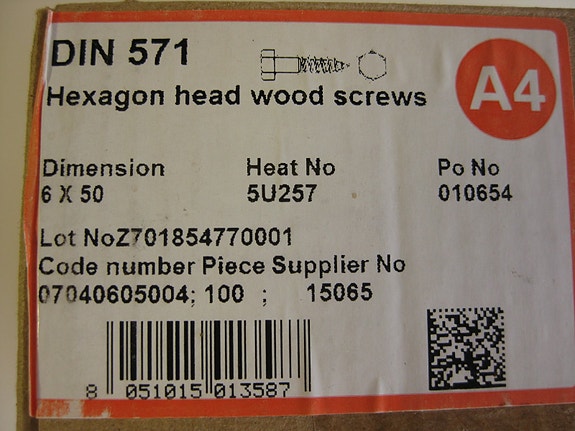 DIN 571
A4
Hexagon head wood screws
Dimension Heat No Po No
6 X 50 5U257 010654
Lot NoZ701854770001
Code number Piece Supplier No
07040605004; 100 ; 15065
8 051015 013587